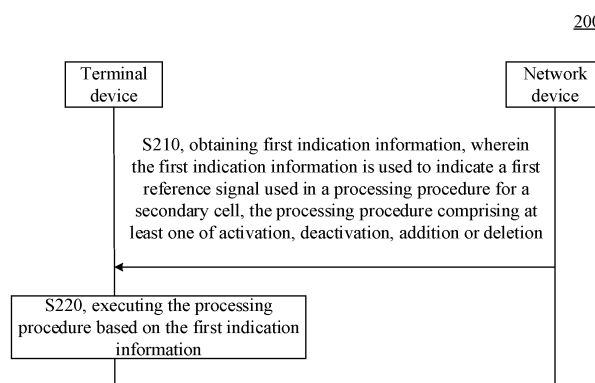 200
Terminal
device
Network
device
S210, obtaining first indication information, wherein
the first indication information is used to indicate a first
reference signal used in a processing procedure for a
secondary cell, the processing procedure comprising at
least one of activation, deactivation, addition or deletion
S220, executing the processing
procedure based on the first indication
information